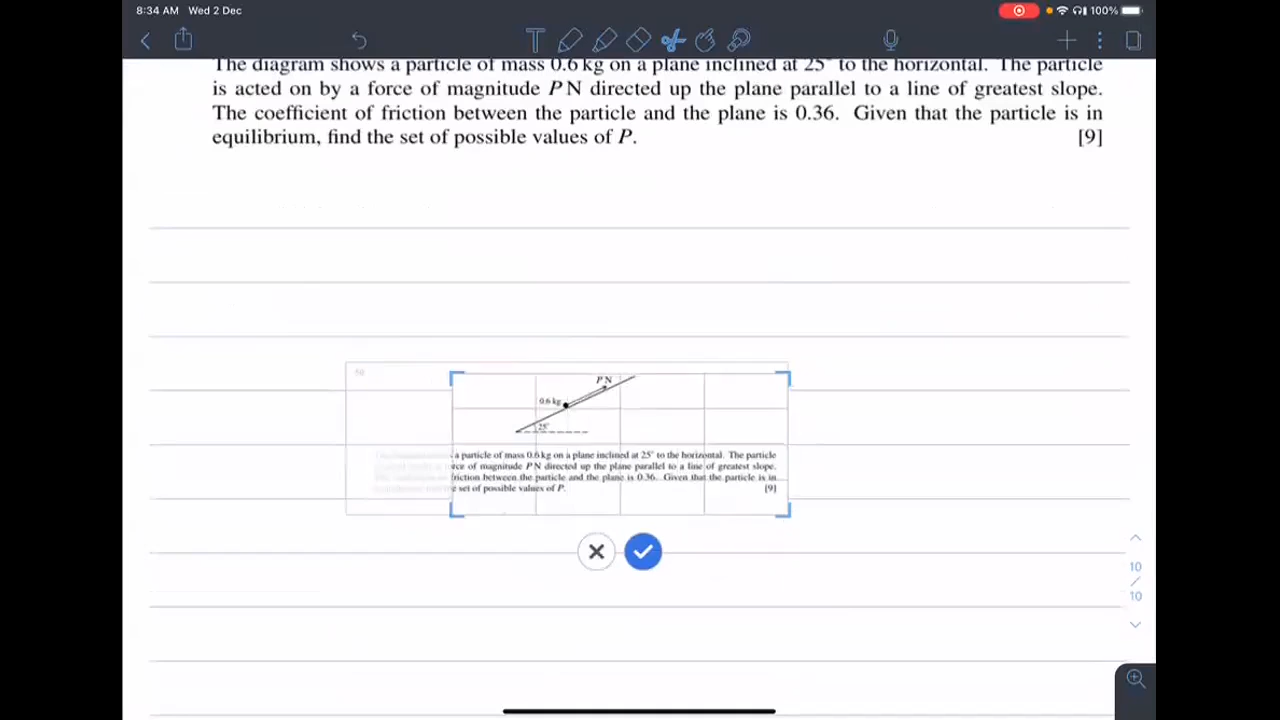 8:34 AM Wed 2 Dec
100%
T
The diagram shows a particle of mass 0.6 kg on a plane inclined at 25° to the horizontal. The particle
is acted on by a force of magnitude P N directed up the plane parallel to a line of greatest slope.
The coefficient of friction between the particle and the plane is 0.36. Given that the particle is in
equilibrium, find the set of possible values of P. [9]
50
P N
0.6 kg
25°
a particle of mass 0.6 kg on a plane inclined at 25° to the horizontal. The particle
rce of magnitude P N directed up the plane parallel to a line of greatest slope.
friction between the particle and the plane is 0.36. Given that the particle is in
e set of possible values of P. [9]
10
/
10